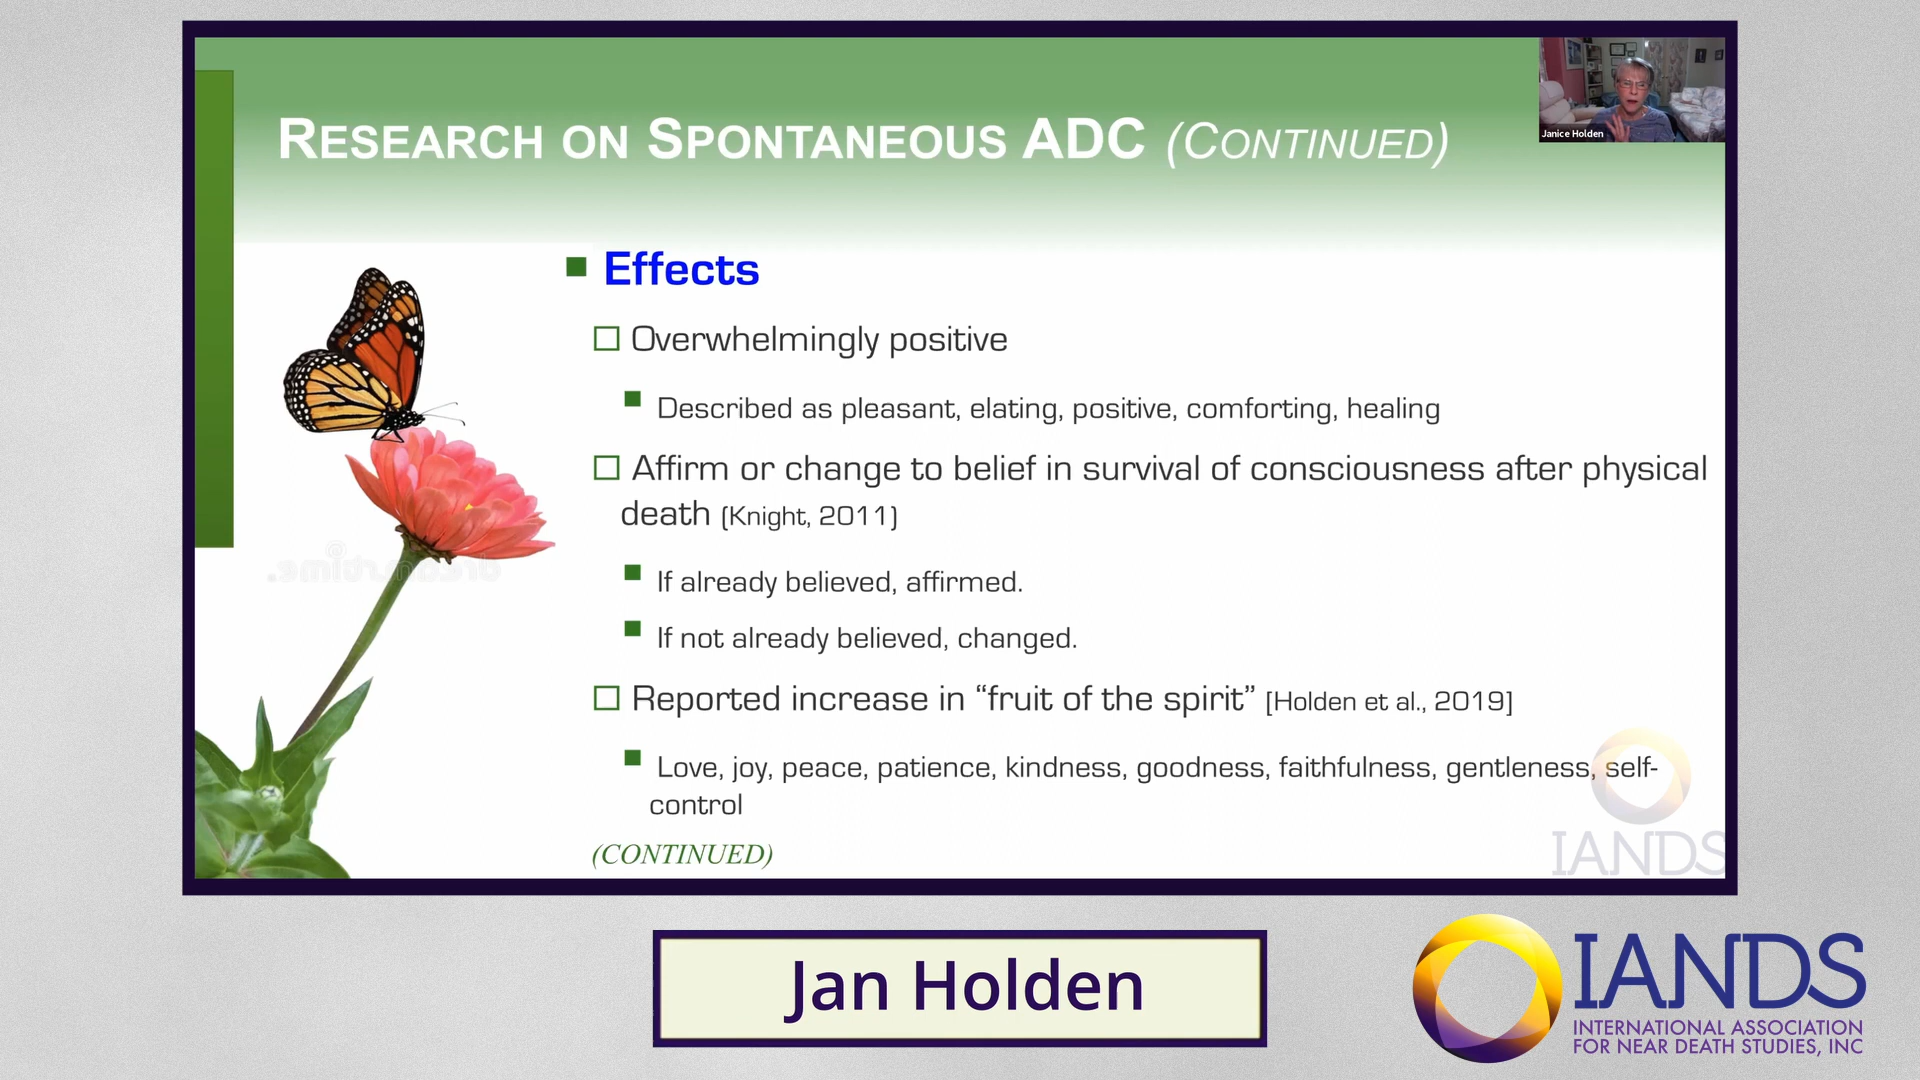 RESEARCH ON SPONTANEOUS ADC (CONTINUED)
Janice Holden
Effects
Overwhelmingly positive
Described as pleasant, elating, positive, comforting, healing
Affirm or change to belief in survival of consciousness after physical
death (Knight, 2011)
If already believed, affirmed.
If not already believed, changed.
Reported increase in “fruit of the spirit” [Holden et al., 2019]
Love, joy, peace, patience, kindness, goodness, faithfulness, gentleness, self-
control
(CONTINUED)
IANDS
Jan Holden
IANDS
INTERNATIONAL ASSOCIATION
FOR NEAR DEATH STUDIES, INC